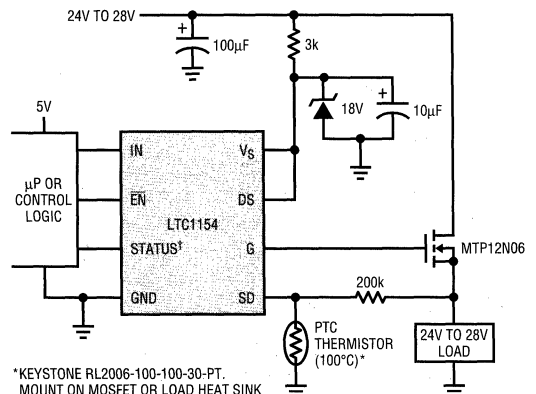 24V TO 28V
+
100µF
3k
18V
+
10µF
5V
µP OR
CONTROL
LOGIC
IN
EN
STATUS†
GND
LTC1154
VS
DS
G
SD
MTP12N06
200k
PTC
THERMISTOR
(100°C)*
24V TO 28V
LOAD
*KEYSTONE RL2006-100-100-30-PT.
MOUNT ON MOSFET OR LOAD HEAT SINK